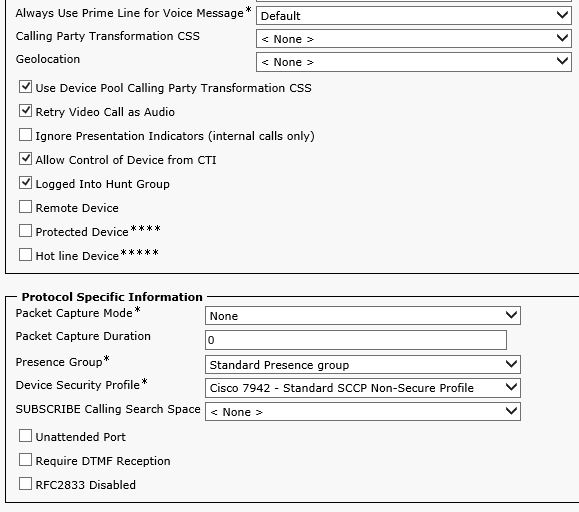 Always Use Prime Line for Voice Message* Default
Calling Party Transformation CSS < None >
Geolocation < None >
Use Device Pool Calling Party Transformation CSS
Retry Video Call as Audio
Ignore Presentation Indicators (internal calls only)
Allow Control of Device from CTI
Logged Into Hunt Group
Remote Device
Protected Device****
Hot line Device*****
Protocol Specific Information
Packet Capture Mode* None
Packet Capture Duration 0
Presence Group* Standard Presence group
Device Security Profile* Cisco 7942 - Standard SCCP Non-Secure Profile
SUBSCRIBE Calling Search Space < None >
Unattended Port
Require DTMF Reception
RFC2833 Disabled